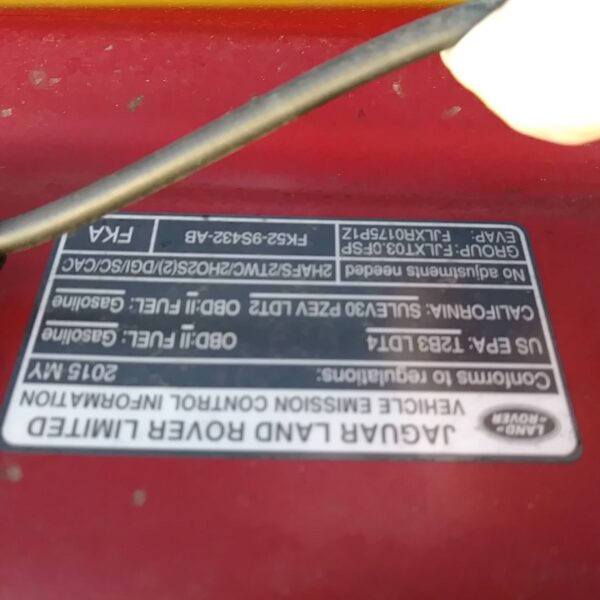 LAND-
ROVER
JAGUAR LAND ROVER LIMITED
VEHICLE EMISSION CONTROL INFORMATION
Conforms to regulations: 2015 MY
US EPA: T2B3 LDT4 OBD:II FUEL: Gasoline
CALIFORNIA: SULEV30 PZEV LDT2 OBD:II FUEL: Gasoline
No adjustments needed 2HAFS/2TWC/2HO2S(2)/DGI/SC/CAC
GROUP: FJLXT03.0FSP
EVAP: FJLXR0175P1Z
FK52-9S432-AB
FKA